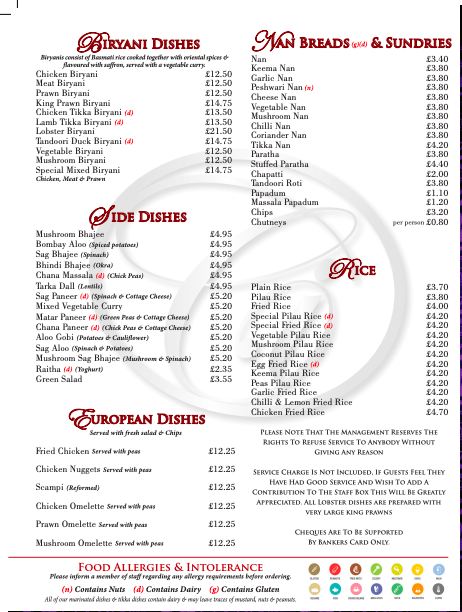 Biryani Dishes
Biryanis consist of Basmati rice cooked together with oriental spices &
flavoured with saffron, served with a vegetable curry.
Chicken Biryani £12.50
Meat Biryani £12.50
Prawn Biryani £12.50
King Prawn Biryani £14.75
Chicken Tikka Biryani (d) £13.50
Lamb Tikka Biryani (d) £13.50
Lobster Biryani £21.50
Tandoori Duck Biryani (d) £14.75
Vegetable Biryani £12.50
Mushroom Biryani £12.50
Special Mixed Biryani £14.75
Chicken, Meat & Prawn
Side Dishes
Mushroom Bhajee £4.95
Bombay Aloo (Spiced potatoes) £4.95
Sag Bhajee (Spinach) £4.95
Bhindi Bhajee (Okra) £4.95
Chana Massala (d) (Chick Peas) £4.95
Tarka Dall (Lentils) £4.95
Sag Paneer (d) (Spinach & Cottage Cheese) £5.20
Mixed Vegetable Curry £5.20
Matar Paneer (d) (Green Peas & Cottage Cheese) £5.20
Chana Paneer (d) (Chick Peas & Cottage Cheese) £5.20
Aloo Gobi (Potatoes & Cauliflower) £5.20
Sag Aloo (Spinach & Potatoes) £5.20
Mushroom Sag Bhajee (Mushroom & Spinach) £5.20
Raitha (d) (Yoghurt) £2.35
Green Salad £3.55
European Dishes
Served with fresh salad & Chips
Fried Chicken Served with peas £12.25
Chicken Nuggets Served with peas £12.25
Scampi (Reformed) £12.25
Chicken Omelette Served with peas £12.25
Prawn Omelette Served with peas £12.25
Mushroom Omelette Served with peas £12.25
Nan Breads (g)(d) & Sundries
Nan £3.40
Keema Nan £3.80
Garlic Nan £3.80
Peshwari Nan (n) £3.80
Cheese Nan £3.80
Vegetable Nan £3.80
Mushroom Nan £3.80
Chilli Nan £3.80
Coriander Nan £3.80
Tikka Nan £4.20
Paratha £3.80
Stuffed Paratha £4.40
Chapatti £2.00
Tandoori Roti £3.80
Papadum £1.10
Massala Papadum £1.20
Chips £3.20
Chutneys per person £0.80
Rice
Plain Rice £3.70
Pilau Rice £3.80
Fried Rice £4.00
Special Pilau Rice (d) £4.20
Special Fried Rice (d) £4.20
Vegetable Pilau Rice £4.20
Mushroom Pilau Rice £4.20
Coconut Pilau Rice £4.20
Egg Fried Rice (d) £4.20
Keema Pilau Rice £4.20
Peas Pilau Rice £4.20
Garlic Fried Rice £4.20
Chilli & Lemon Fried Rice £4.20
Chicken Fried Rice £4.70
Please Note That The Management Reserves The
Rights To Refuse Service To Anybody Without
Giving Any Reason
Service Charge Is Not Included, If Guests Feel They
Have Had Good Service And Wish To Add A
Contribution To The Staff Box This Will Be Greatly
Appreciated. All Lobster dishes are prepared with
very large king prawns
Cheques Are To Be Supported
By Bankers Card Only.
Food Allergies & Intolerance
Please inform a member of staff regarding any allergy requirements before ordering.
(n) Contains Nuts (d) Contains Dairy (g) Contains Gluten
All of our marinated dishes & tikka dishes contain dairy & may leave traces of mustard, nuts & peanuts.